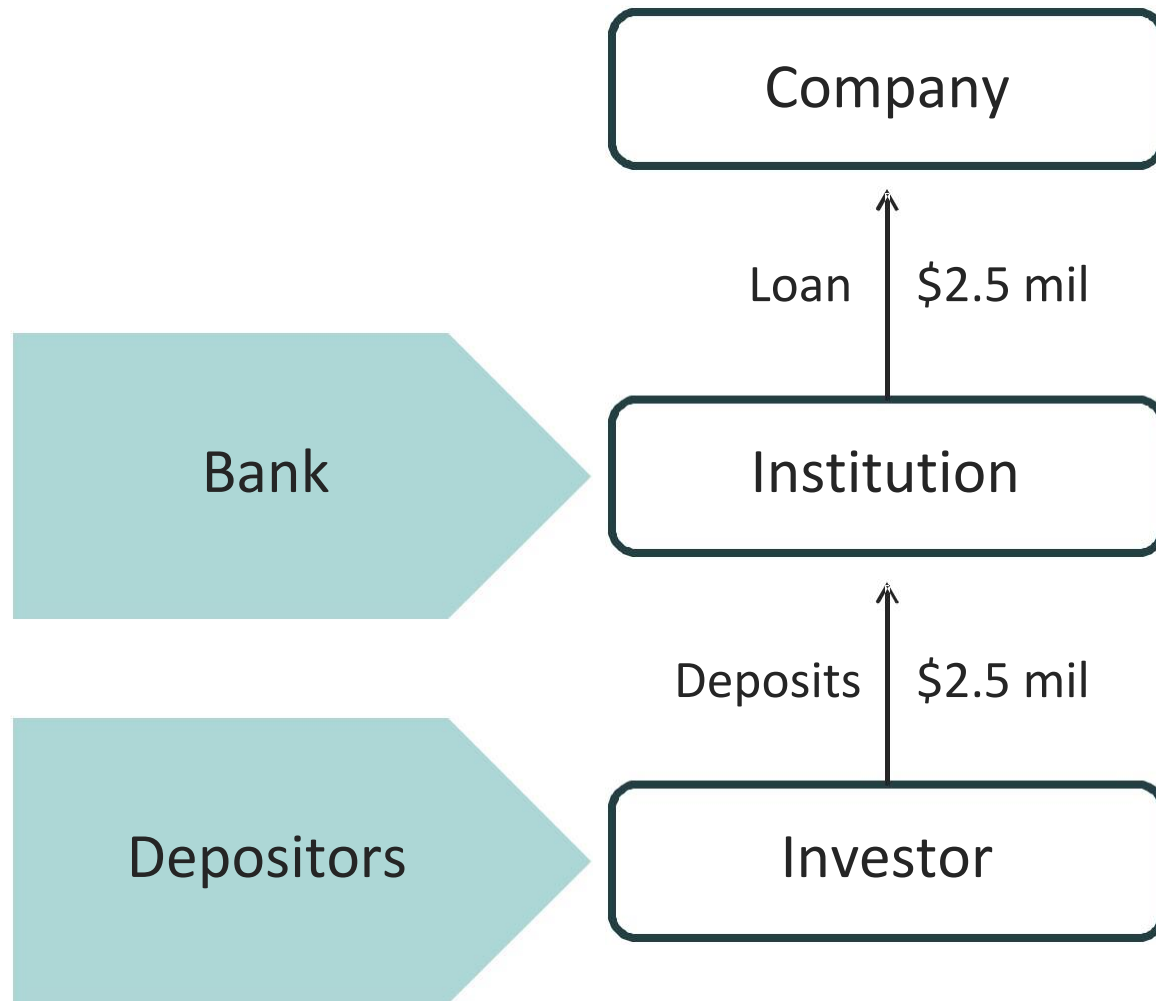 Company
Loan $2.5 mil
Bank
Institution
Deposits $2.5 mil
Depositors
Investor